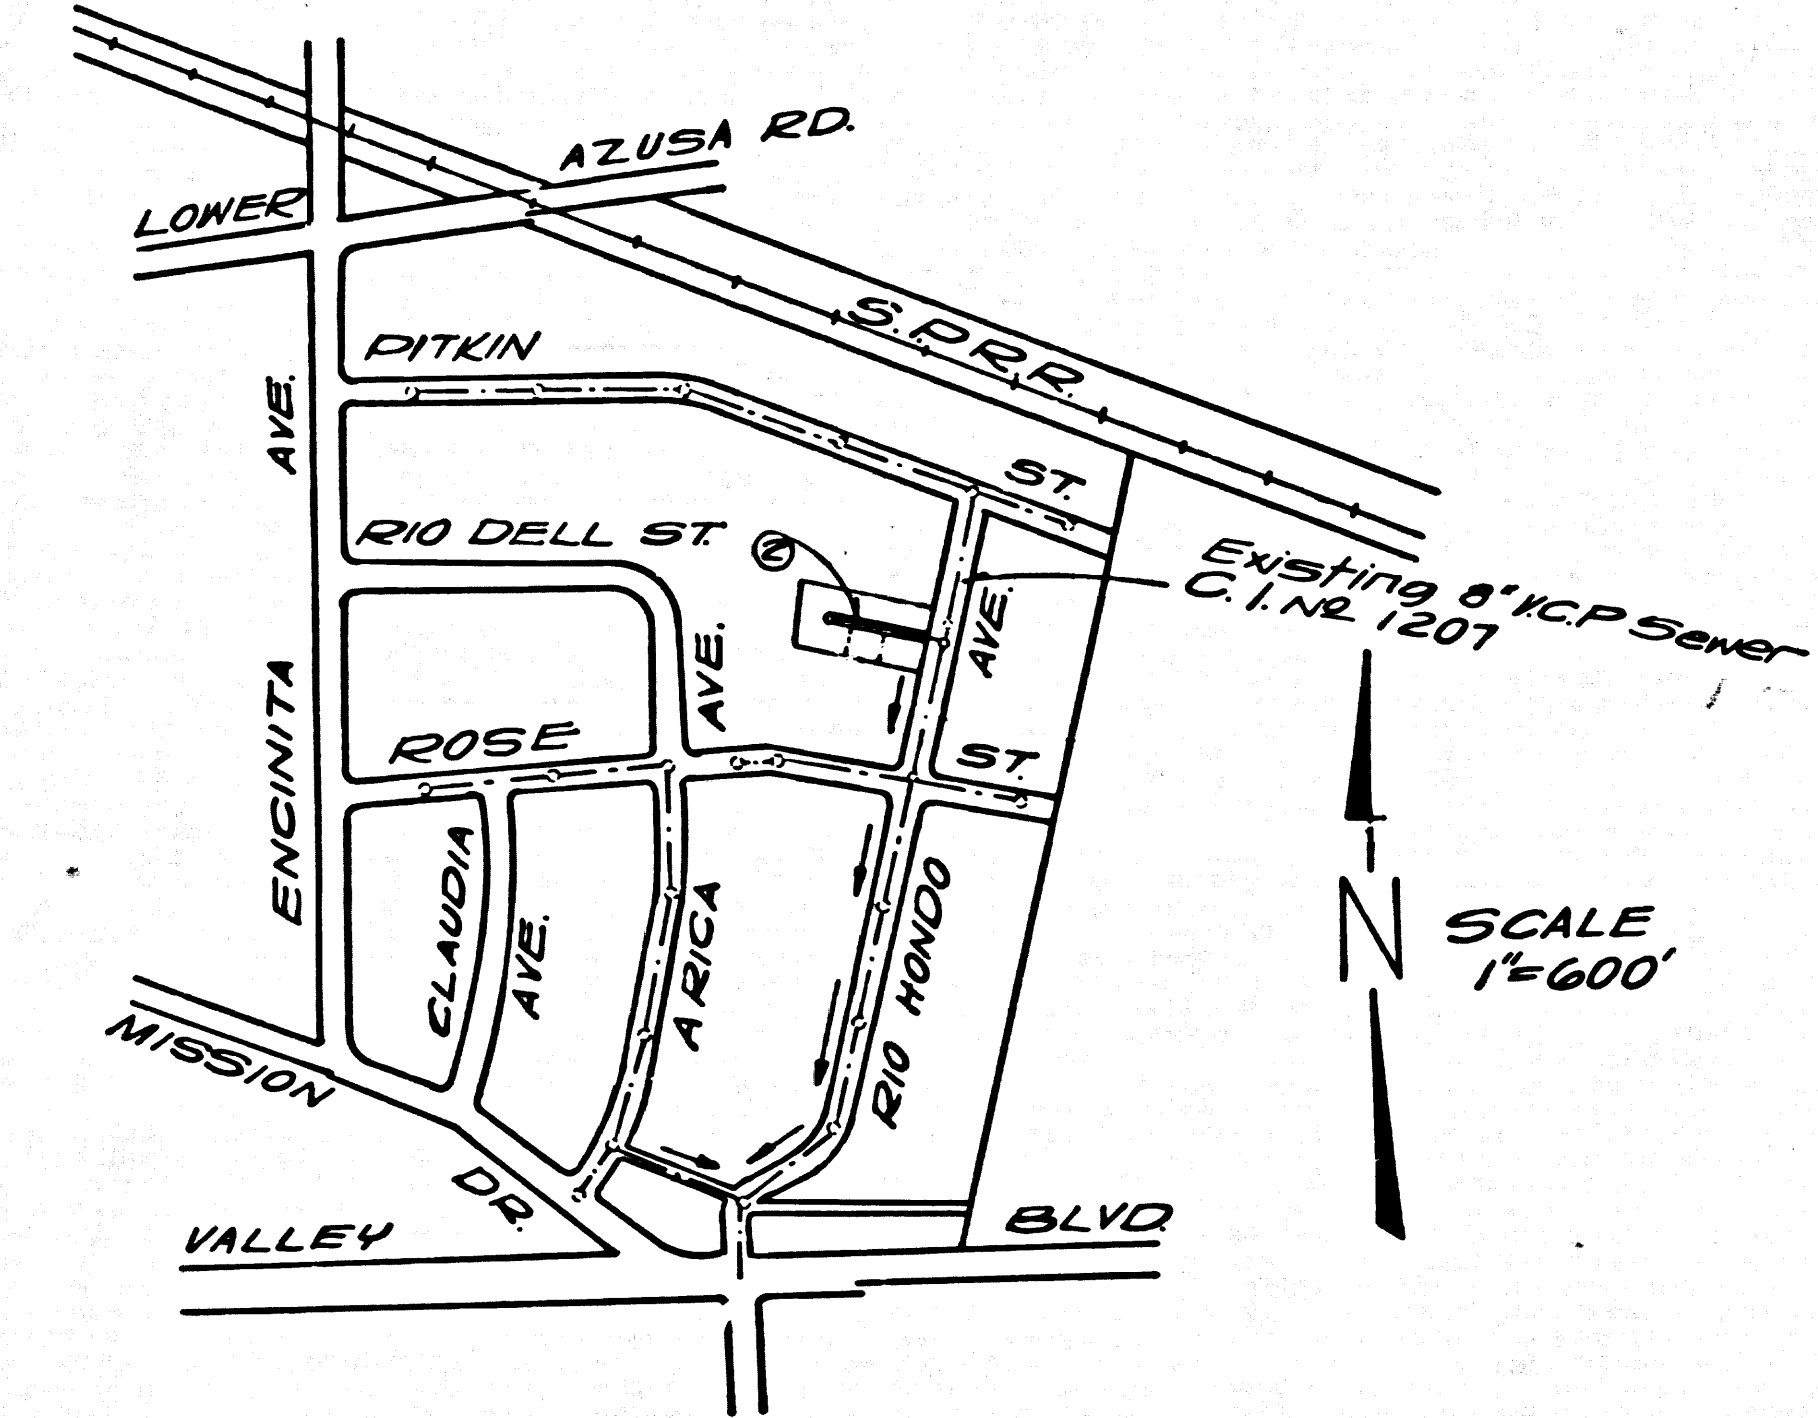 LOWER AZUSA RD.
S.P.R.R.
PITKIN ST.
ENCINITA AVE.
RIO DELL ST.
2
Existing 8" V.C.P Sewer
C. I. No 1207
ROSE ST.
CLAUDIA AVE.
ARICA AVE.
RIO HONDO AVE.
N
SCALE
1"=600'
MISSION DR.
VALLEY BLVD.